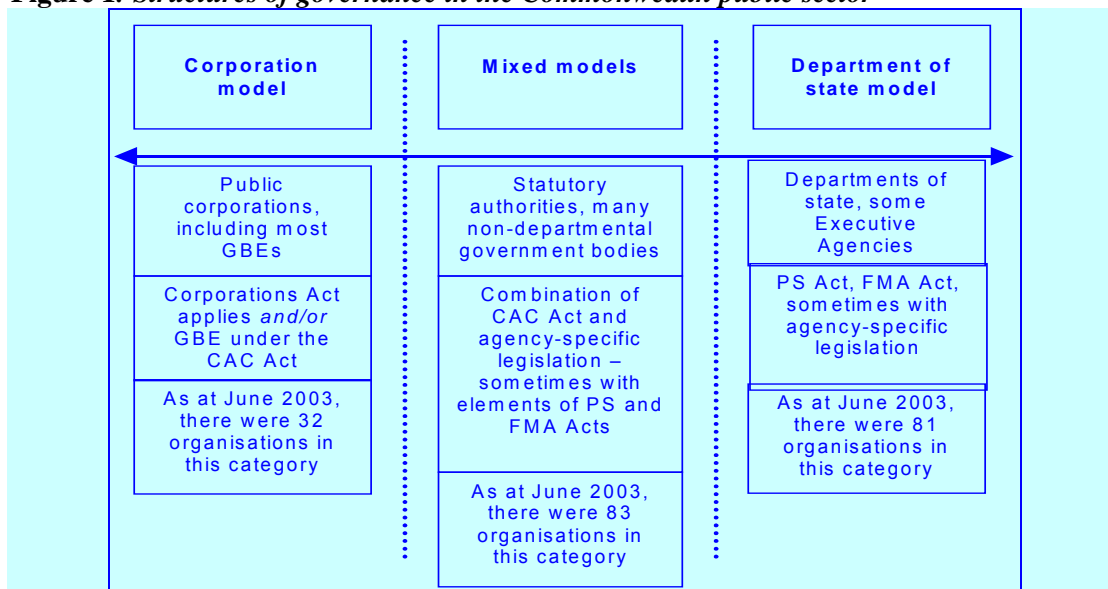 Figure 1. Structures of governance in the Commonwealth public sector
Corporation
model
Mixed models
Department of
state model
Public
corporations,
including most
GBEs
Corporations Act
applies and/or
GBE under the
CAC Act
As at June 2003,
there were 32
organisations in
this category
Statutory
authorities, many
non-departmental
government bodies
Combination of
CAC Act and
agency-specific
legislation –
sometimes with
elements of PS and
FMA Acts
As at June 2003,
there were 83
organisations in
this category
Departments of
state, some
Executive
Agencies
PS Act, FMA Act,
sometimes with
agency-specific
legislation
As at June 2003,
there were 81
organisations in
this category